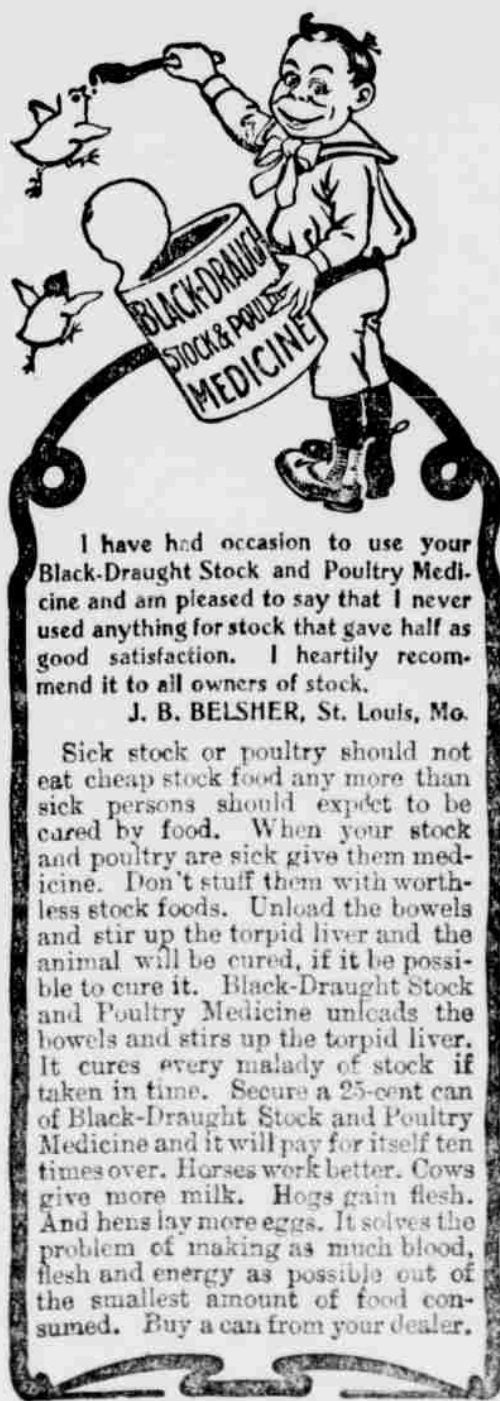 BLACK-DRAUGH
STOCK & POULT
MEDICINE
I have had occasion to use your
Black-Draught Stock and Poultry Medi-
cine and am pleased to say that I never
used anything for stock that gave half as
good satisfaction. I heartily recom-
mend it to all owners of stock.
J. B. BELSHER, St. Louis, Mo.
Sick stock or poultry should not
eat cheap stock food any more than
sick persons should expect to be
cured by food. When your stock
and poultry are sick give them med-
icine. Don't stuff them with worth-
less stock foods. Unload the bowels
and stir up the torpid liver and the
animal will be cured, if it be possi-
ble to cure it. Black-Draught Stock
and Poultry Medicine unloads the
bowels and stirs up the torpid liver.
It cures every malady of stock if
taken in time. Secure a 25-cent can
of Black-Draught Stock and Poultry
Medicine and it will pay for itself ten
times over. Horses work better. Cows
give more milk. Hogs gain flesh.
And hens lay more eggs. It solves the
problem of making as much blood,
flesh and energy as possible out of
the smallest amount of food con-
sumed. Buy a can from your dealer.